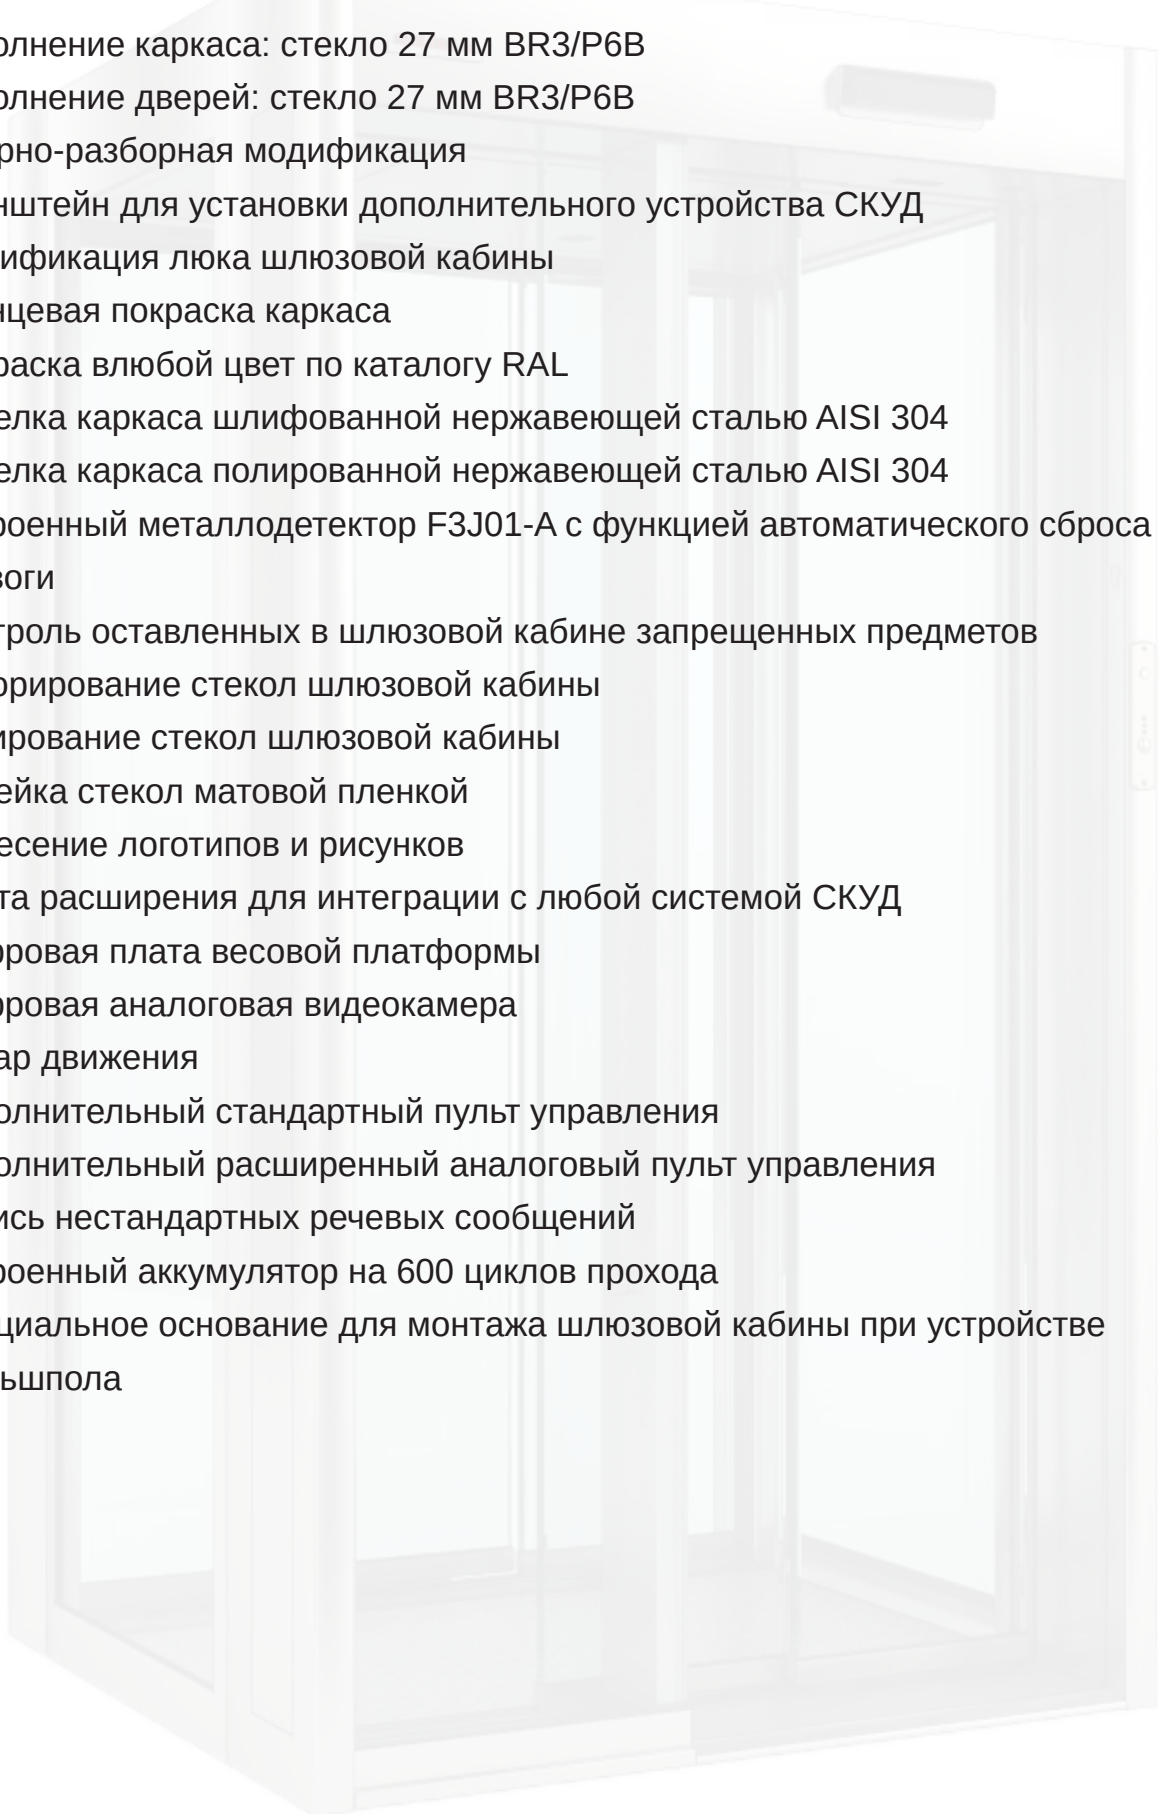 олнение каркаса: стекло 27 мм BR3/P6B
олнение дверей: стекло 27 мм BR3/P6B
рно-разборная модификация
нштейн для установки дополнительного устройства СКУД
ификация люка шлюзовой кабины
нцевая покраска каркаса
раска влюбой цвет по каталогу RAL
елка каркаса шлифованной нержавеющей сталью AISI 304
елка каркаса полированной нержавеющей сталью AISI 304
роенный металлодетектор F3J01-A с функцией автоматического сброса
воги
троль оставленных в шлюзовой кабине запрещенных предметов
орирование стекол шлюзовой кабины
ирование стекол шлюзовой кабины
ейка стекол матовой пленкой
есение логотипов и рисунков
та расширения для интеграции с любой системой СКУД
фровая плата весовой платформы
фровая аналоговая видеокамера
ар движения
олнительный стандартный пульт управления
олнительный расширенный аналоговый пульт управления
ись нестандартных речевых сообщений
роенный аккумулятор на 600 циклов прохода
циальное основание для монтажа шлюзовой кабины при устройстве
ьшпола